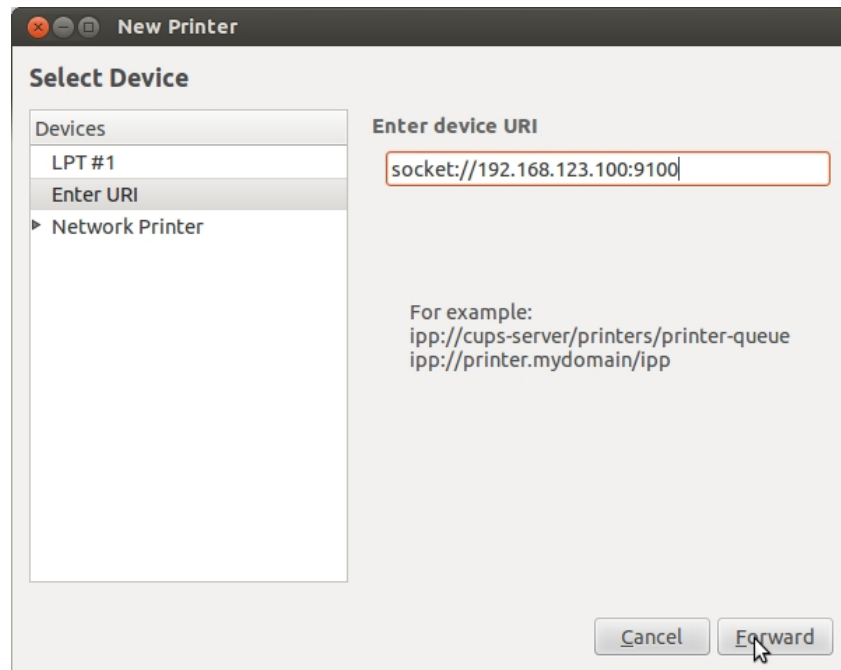 New Printer
Select Device
Devices
LPT #1
Enter URI
Network Printer
Enter device URI
socket://192.168.123.100:9100
For example:
ipp://cups-server/printers/printer-queue
ipp://printer.mydomain/ipp
Cancel
Forward